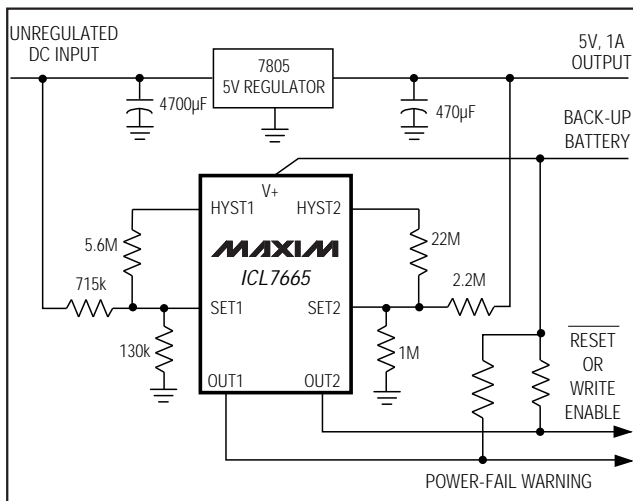 UNREGULATED
DC INPUT
7805
5V REGULATOR
5V, 1A
OUTPUT
4700µF
470µF
BACK-UP
BATTERY
V+
HYST1
HYST2
5.6M
MAXIM
22M
ICL7665
715k
2.2M
SET1
SET2
130k
1M
RESET
OR
WRITE
ENABLE
OUT1
OUT2
POWER-FAIL WARNING